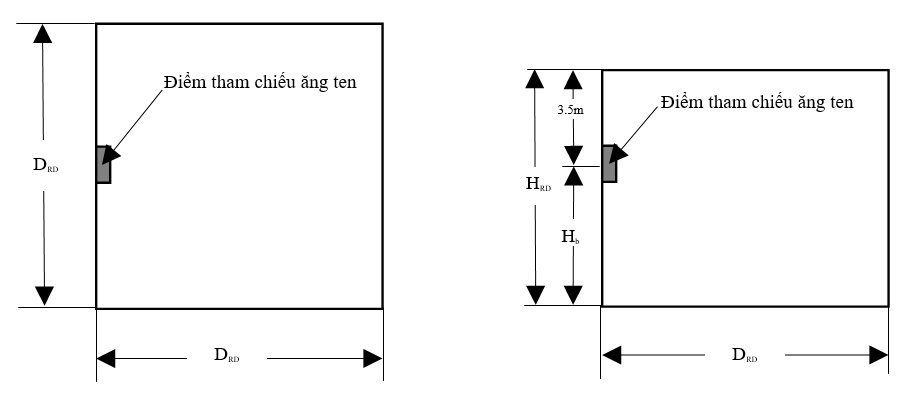 Điểm tham chiếu ăng ten
DRD
DRD
3.5m
Điểm tham chiếu ăng ten
HRD
Hb
DRD